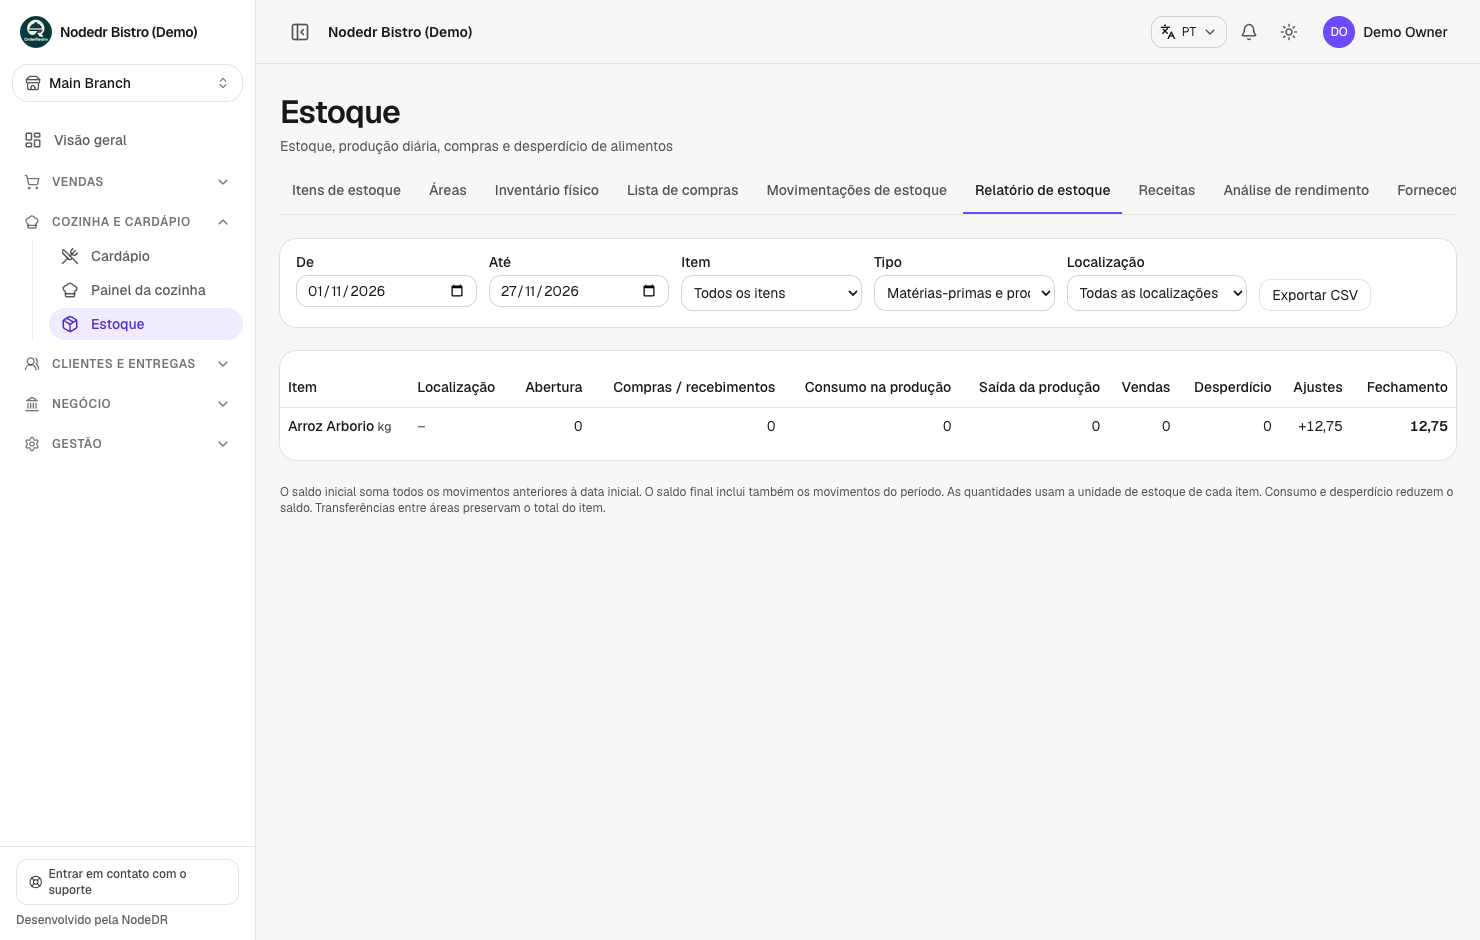 Nodedr Bistro (Demo)
Main Branch
Visão geral
VENDAS
COZINHA E CARDÁPIO
Cardápio
Painel da cozinha
Estoque
CLIENTES E ENTREGAS
NEGÓCIO
GESTÃO
Entrar em contato com o
suporte
Desenvolvido pela NodeDR
Nodedr Bistro (Demo)
PT
DO
Demo Owner
Estoque
Estoque, produção diária, compras e desperdício de alimentos
Itens de estoque Áreas Inventário físico Lista de compras Movimentações de estoque Relatório de estoque Receitas Análise de rendimento Forneced
De Até Item Tipo Localização
01/11/2026 27/11/2026 Todos os itens Matérias-primas e proc Todas as localizações Exportar CSV
Item Localização Abertura Compras / recebimentos Consumo na produção Saída da produção Vendas Desperdício Ajustes Fechamento
Arroz Arborio kg – 0 0 0 0 0 0 +12,75 12,75
O saldo inicial soma todos os movimentos anteriores à data inicial. O saldo final inclui também os movimentos do período. As quantidades usam a unidade de estoque de cada item. Consumo e desperdício reduzem o
saldo. Transferências entre áreas preservam o total do item.